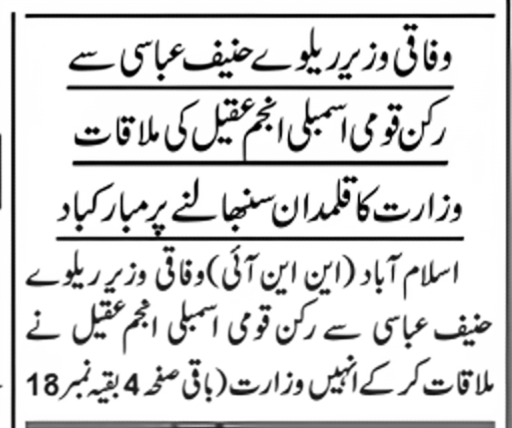 وفاقی وزیر ریلوے حنیف عباسی سے
رکن قومی اسمبلی انجم عقیل کی ملاقات
وزارت کا قلمدان سنبھالنے پر مبارکباد
اسلام آباد (این این آئی) وفاقی وزیر ریلوے
حنیف عباسی سے رکن قومی اسمبلی انجم عقیل نے
ملاقات کر کے انہیں وزارت (باقی صفحہ 4 بقیہ نمبر 18